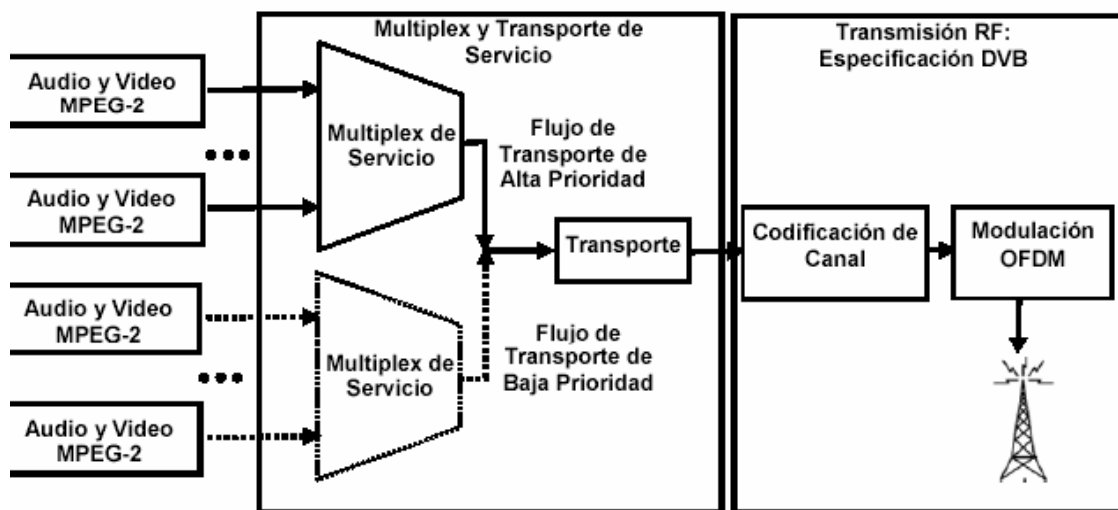 Multiplex y Transporte de
Servicio
Transmisión RF:
Especificación DVB
Audio y Video
MPEG-2
Audio y Video
MPEG-2
Audio y Video
MPEG-2
Audio y Video
MPEG-2
Multiplex de
Servicio
Flujo de
Transporte de
Alta Prioridad
Multiplex de
Servicio
Flujo de
Transporte de
Baja Prioridad
Transporte
Codificación de
Canal
Modulación
OFDM